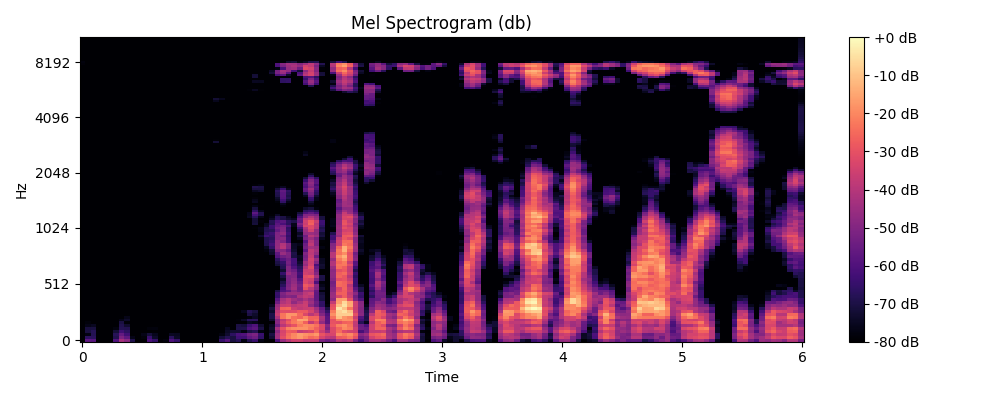 Mel Spectrogram (db)
Hz
8192
4096
2048
1024
512
0
0 1 2 3 4 5 6
Time
+0 dB
-10 dB
-20 dB
-30 dB
-40 dB
-50 dB
-60 dB
-70 dB
-80 dB